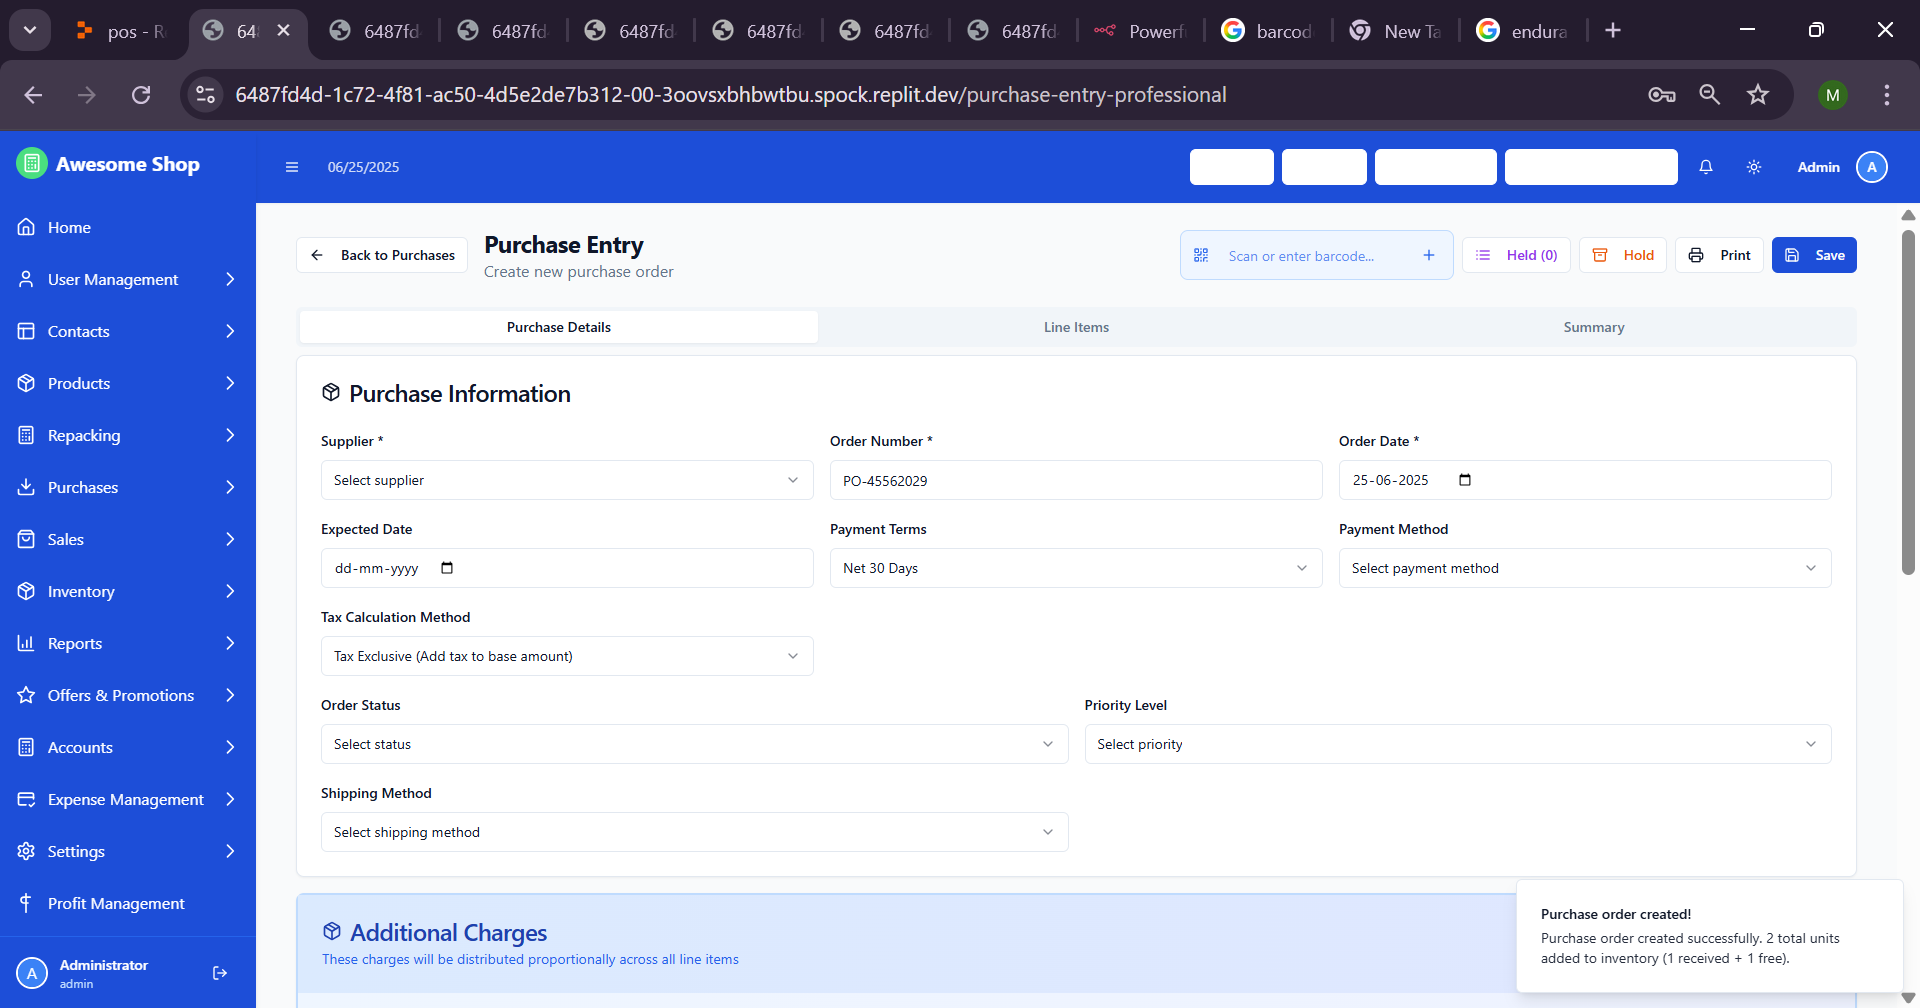 pos - R
64
6487fd
6487fd
6487fd
6487fd
6487fd
6487fd
Powerf
barcod
New Ta
endura
6487fd4d-1c72-4f81-ac50-4d5e2de7b312-00-3oovsxbhbwtbu.spock.replit.dev/purchase-entry-professional
M
Awesome Shop
06/25/2025
Admin
A
Home
User Management
Contacts
Products
Repacking
Purchases
Sales
Inventory
Reports
Offers & Promotions
Accounts
Expense Management
Settings
Profit Management
A
Administrator
admin
Back to Purchases
Purchase Entry
Create new purchase order
Scan or enter barcode...
Held (0)
Hold
Print
Save
Purchase Details
Line Items
Summary
Purchase Information
Supplier *
Order Number *
Order Date *
Select supplier
PO-45562029
25-06-2025
Expected Date
Payment Terms
Payment Method
dd-mm-yyyy
Net 30 Days
Select payment method
Tax Calculation Method
Tax Exclusive (Add tax to base amount)
Order Status
Priority Level
Select status
Select priority
Shipping Method
Select shipping method
Additional Charges
These charges will be distributed proportionally across all line items
Purchase order created!
Purchase order created successfully. 2 total units
added to inventory (1 received + 1 free).